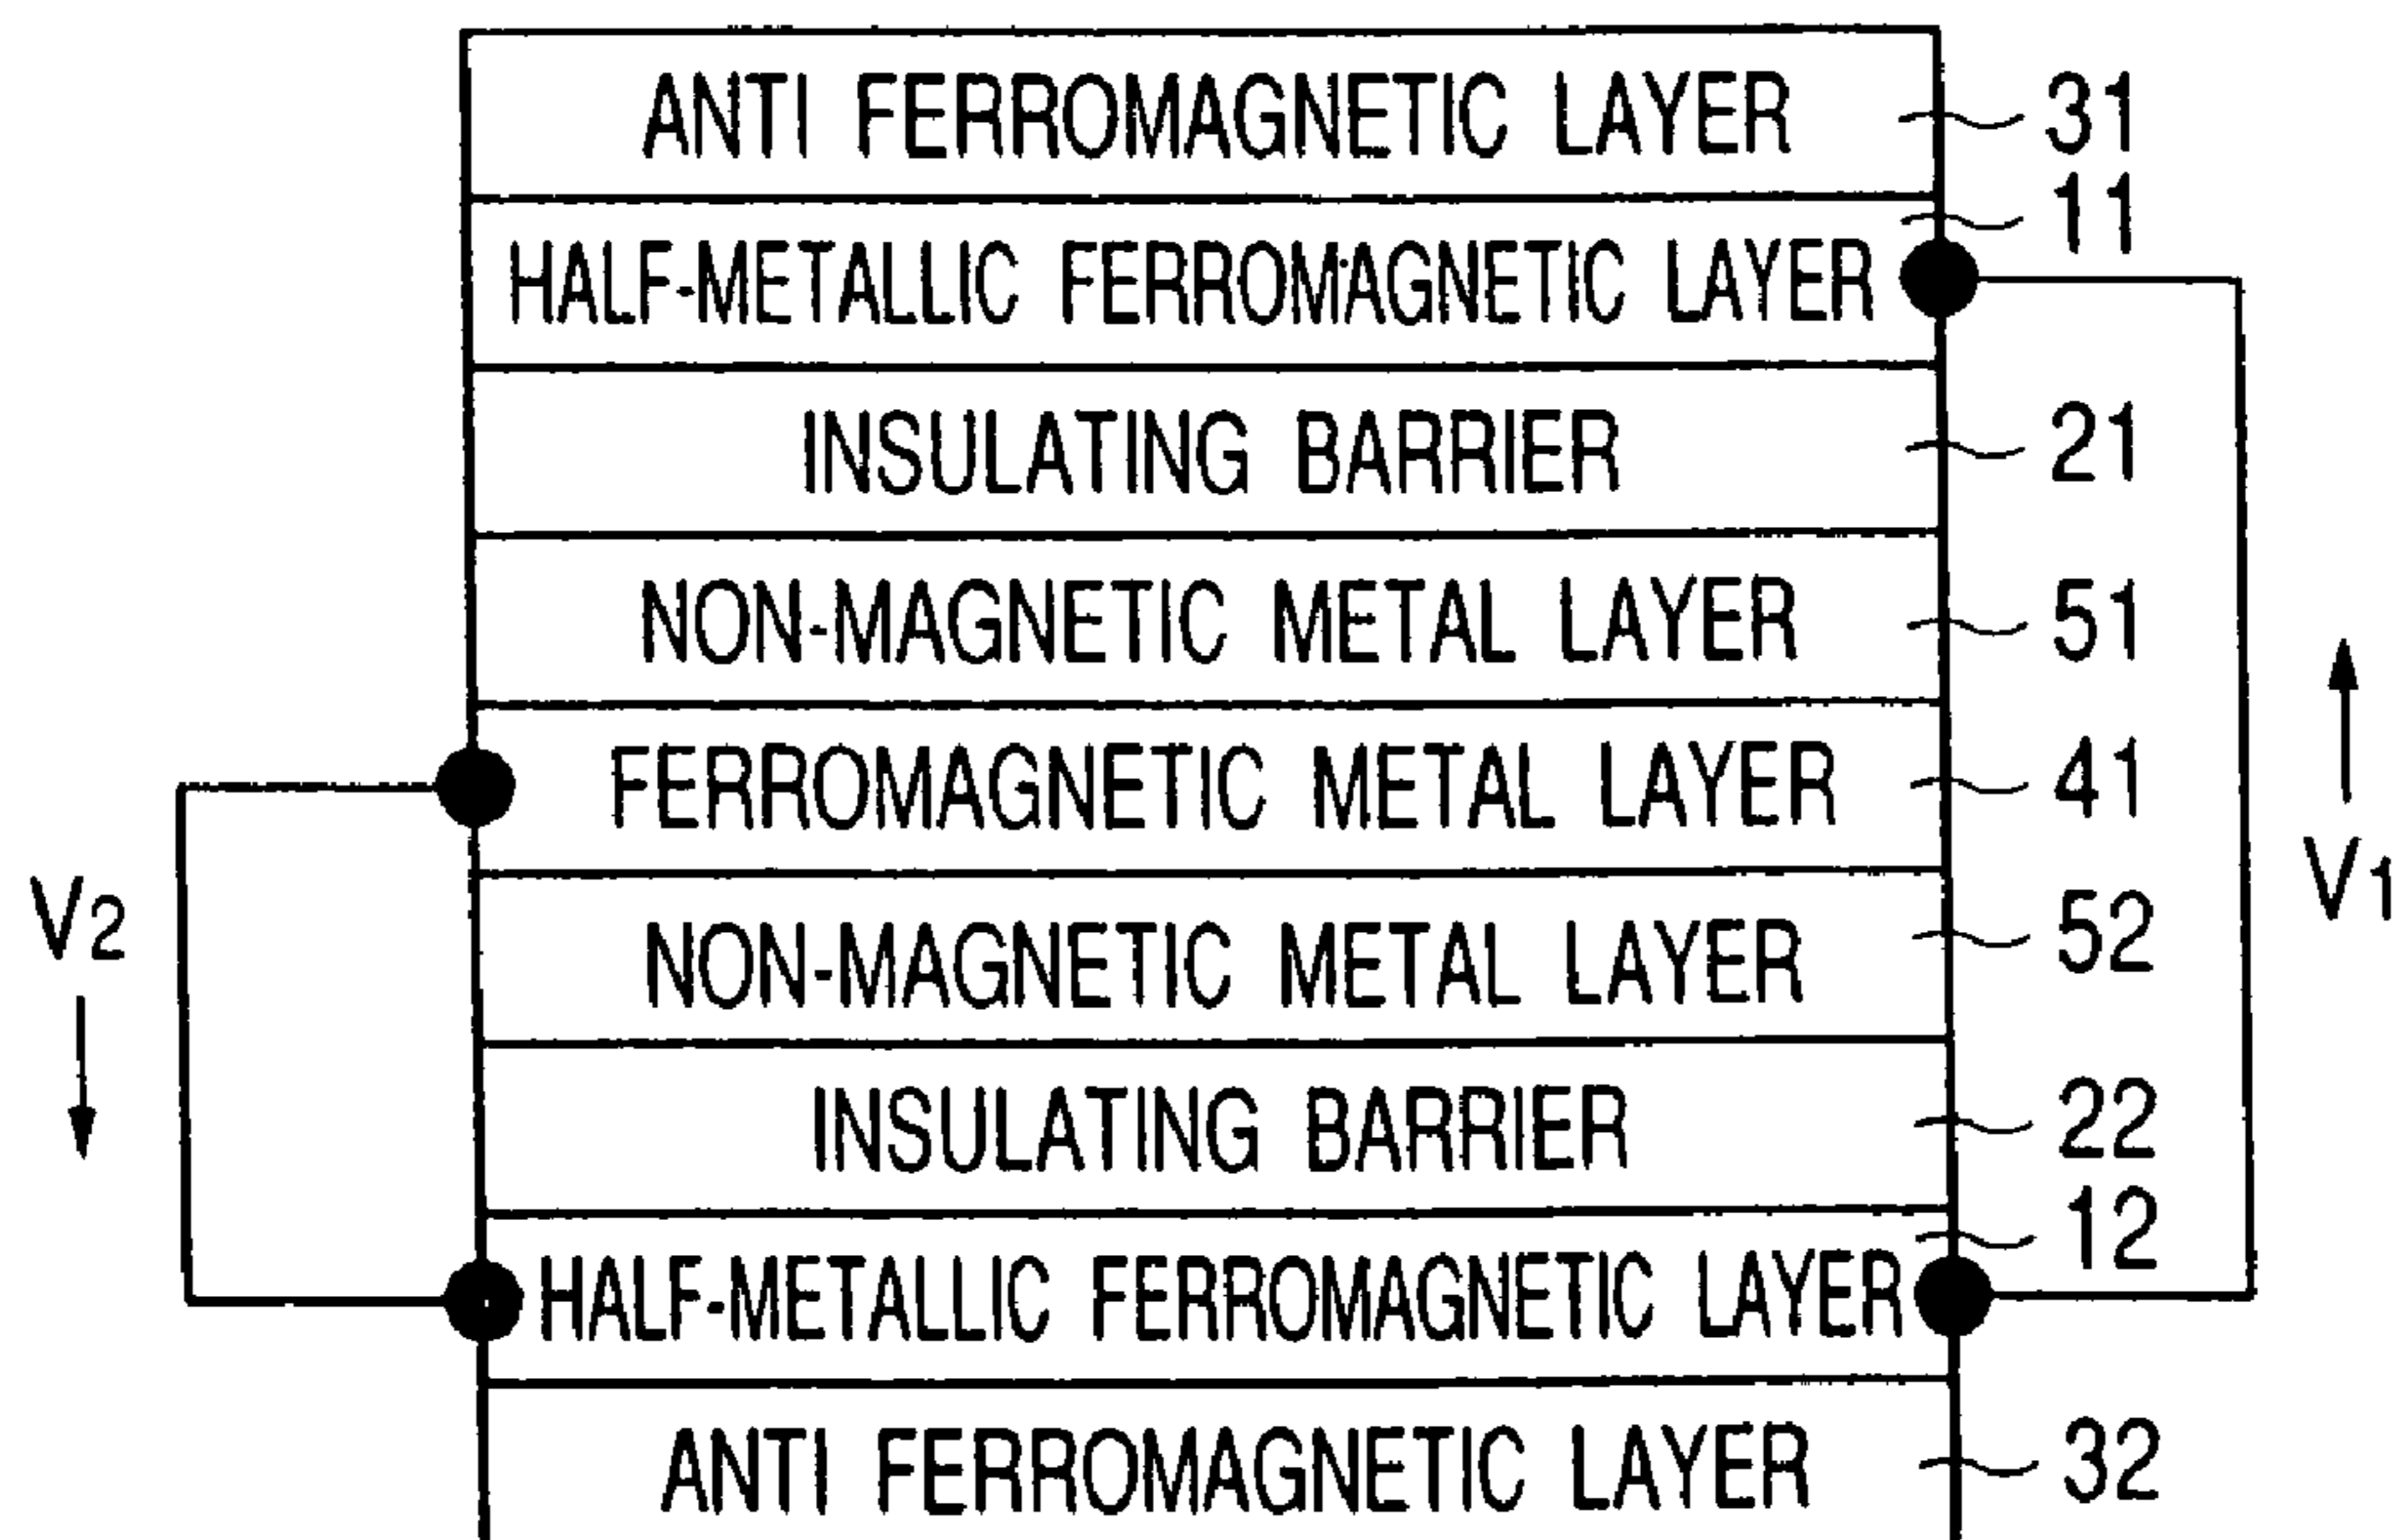 ANTI FERROMAGNETIC LAYER 31
11
HALF-METALLIC FERROMAGNETIC LAYER
INSULATING BARRIER 21
NON-MAGNETIC METAL LAYER 51
FERROMAGNETIC METAL LAYER 41
V1
V2
NON-MAGNETIC METAL LAYER 52
INSULATING BARRIER 22
12
HALF-METALLIC FERROMAGNETIC LAYER
ANTI FERROMAGNETIC LAYER 32